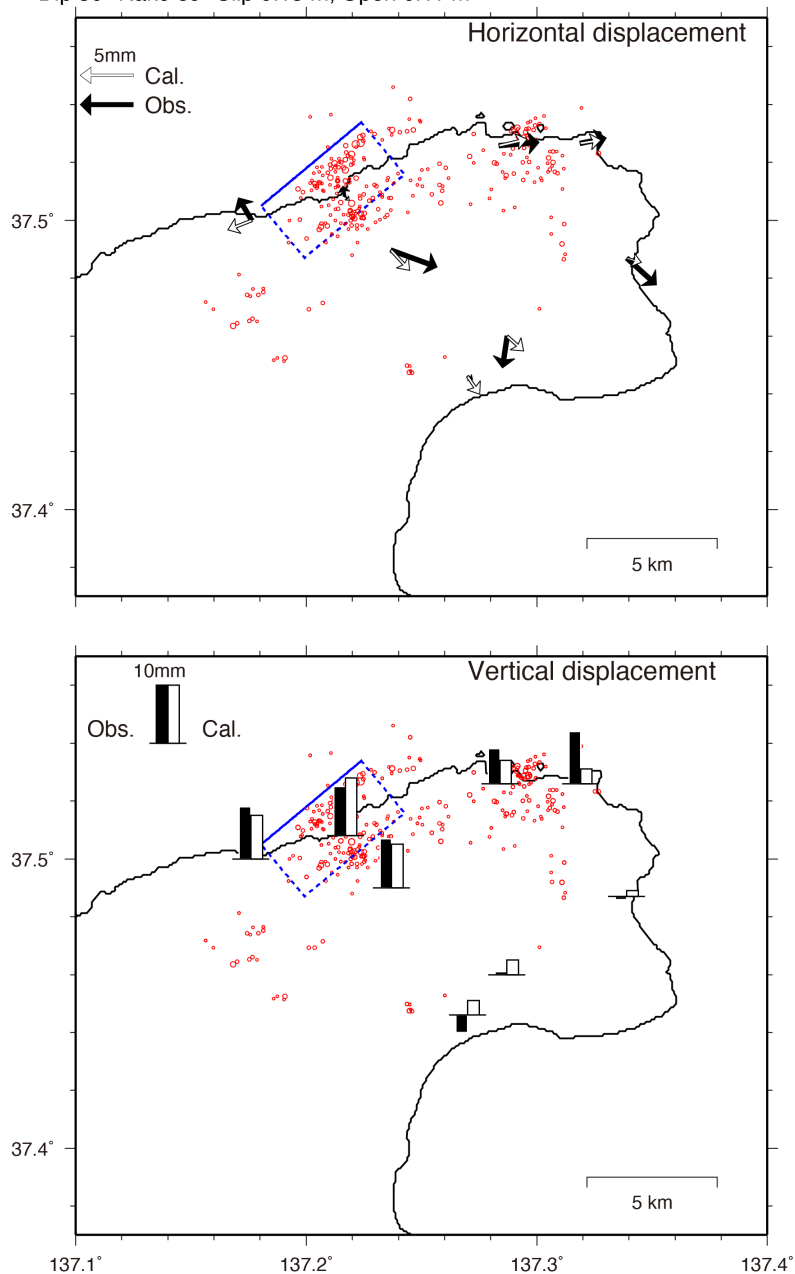 Horizontal displacement
5mm
Cal.
Obs.
37.5°
37.4°
5 km
Vertical displacement
10mm
Obs. Cal.
37.5°
37.4°
5 km
137.1° 137.2° 137.3° 137.4°